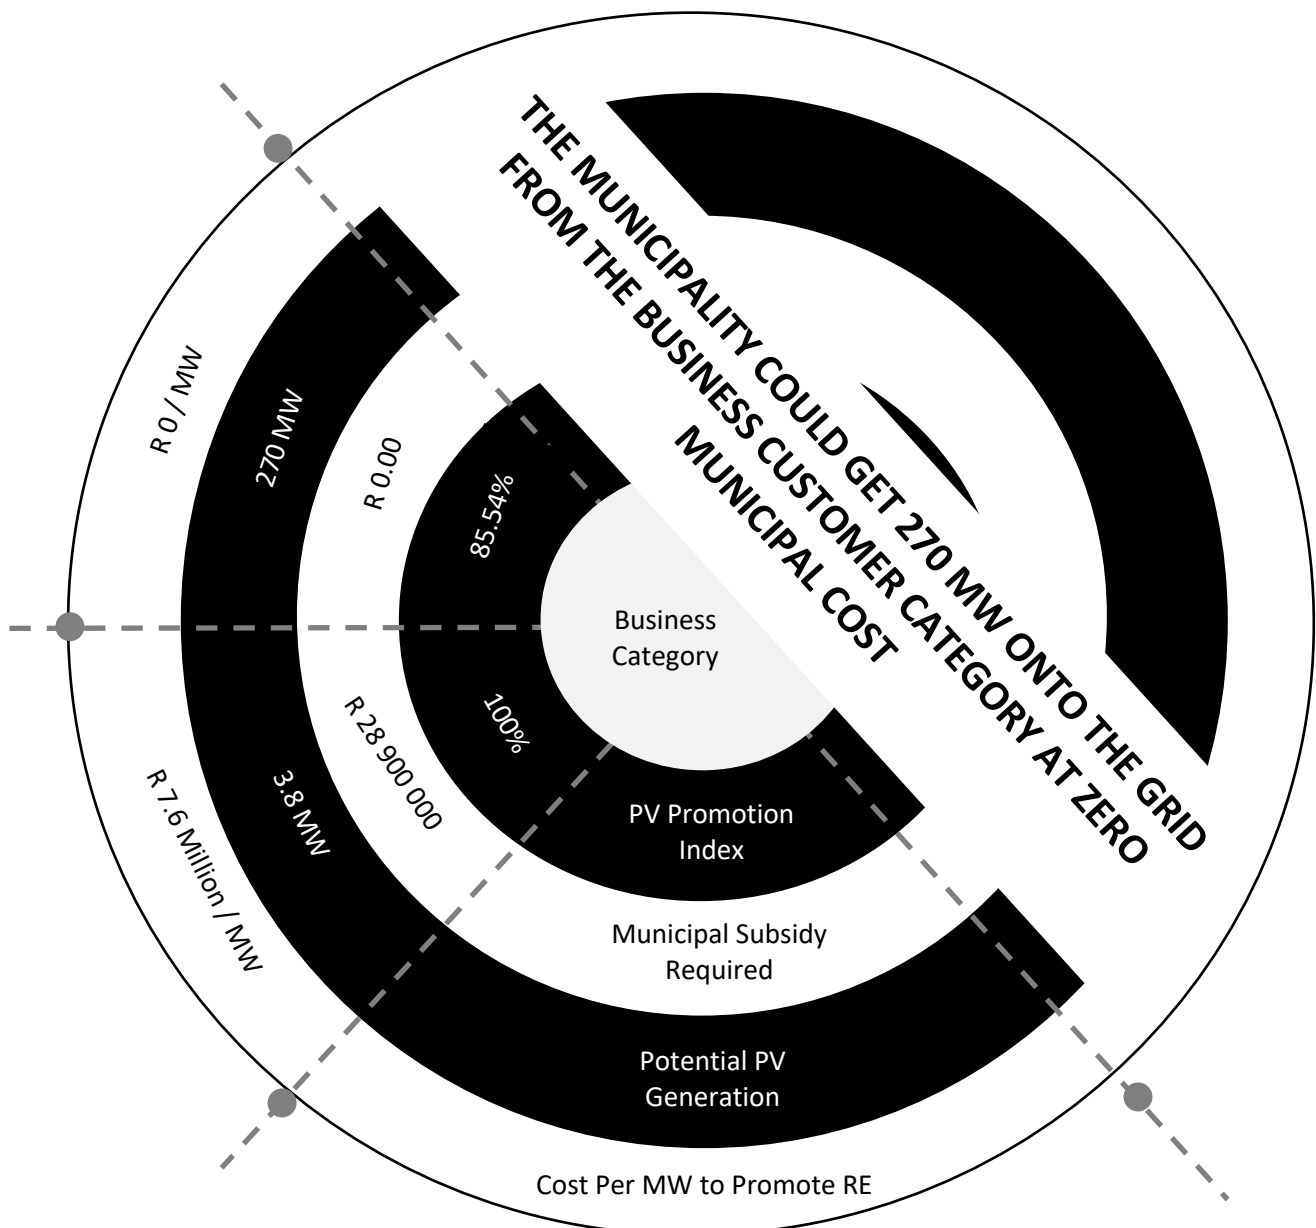 THE MUNICIPALITY COULD GET 270 MW ONTO THE GRID
FROM THE BUSINESS CUSTOMER CATEGORY AT ZERO
MUNICIPAL COST
R 0 / MW
270 MW
R 0.00
85.54%
Business
Category
100%
R 28 900 000
3.8 MW
R 7.6 Million / MW
PV Promotion
Index
Municipal Subsidy
Required
Potential PV
Generation
Cost Per MW to Promote RE